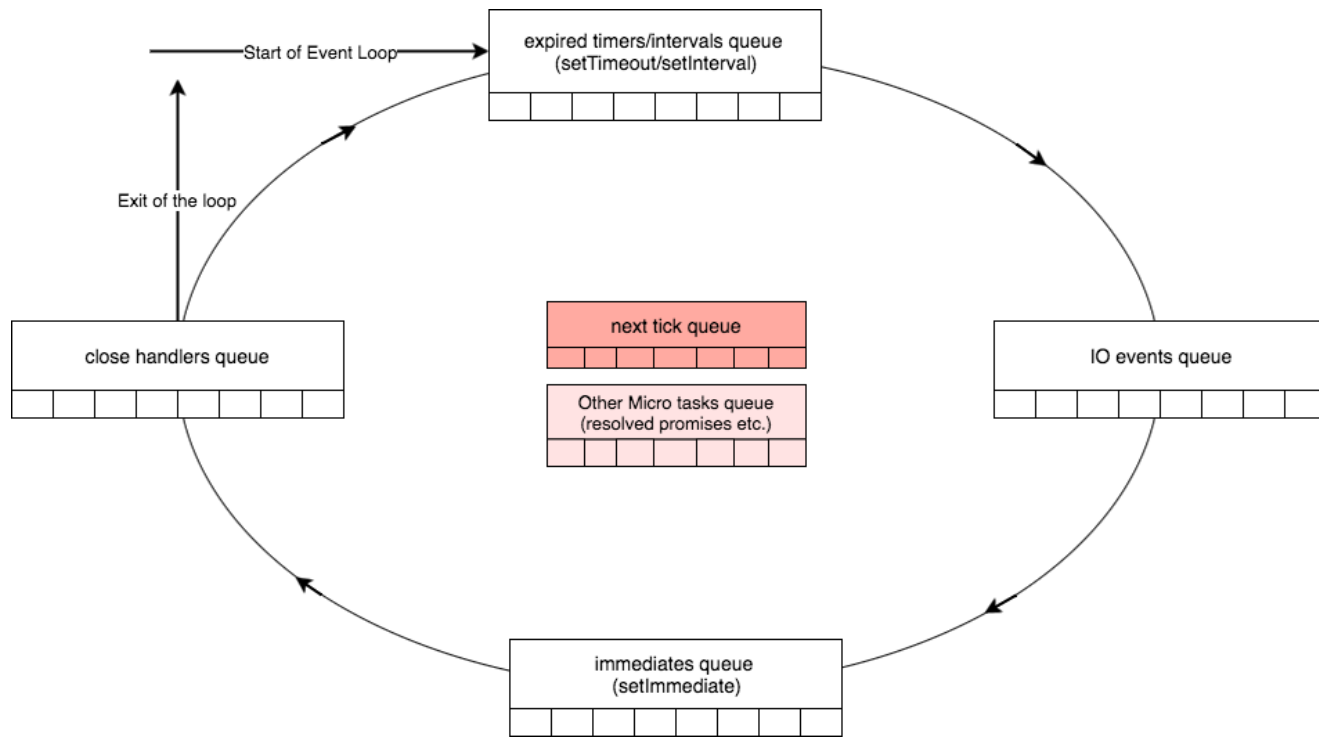 expired timers/intervals queue
(setTimeout/setInterval)
Start of Event Loop
Exit of the loop
next tick queue
close handlers queue
IO events queue
Other Micro tasks queue
(resolved promises etc.)
immediates queue
(setImmediate)